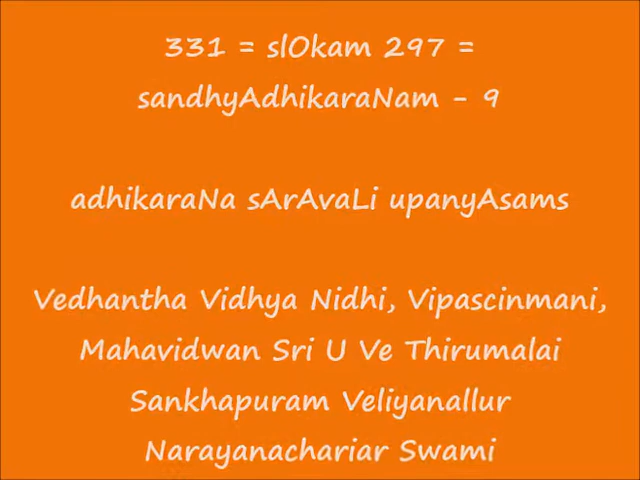 331 = slOkam 297 =
sandhyAdhikaraNam - 9
adhikaraNa sArAvaLi upanyAsams
Vedhantha Vidhya Nidhi, Vipascinmani,
Mahavidwan Sri U Ve Thirumalai
Sankhapuram Veliyanallur
Narayanachariar Swami